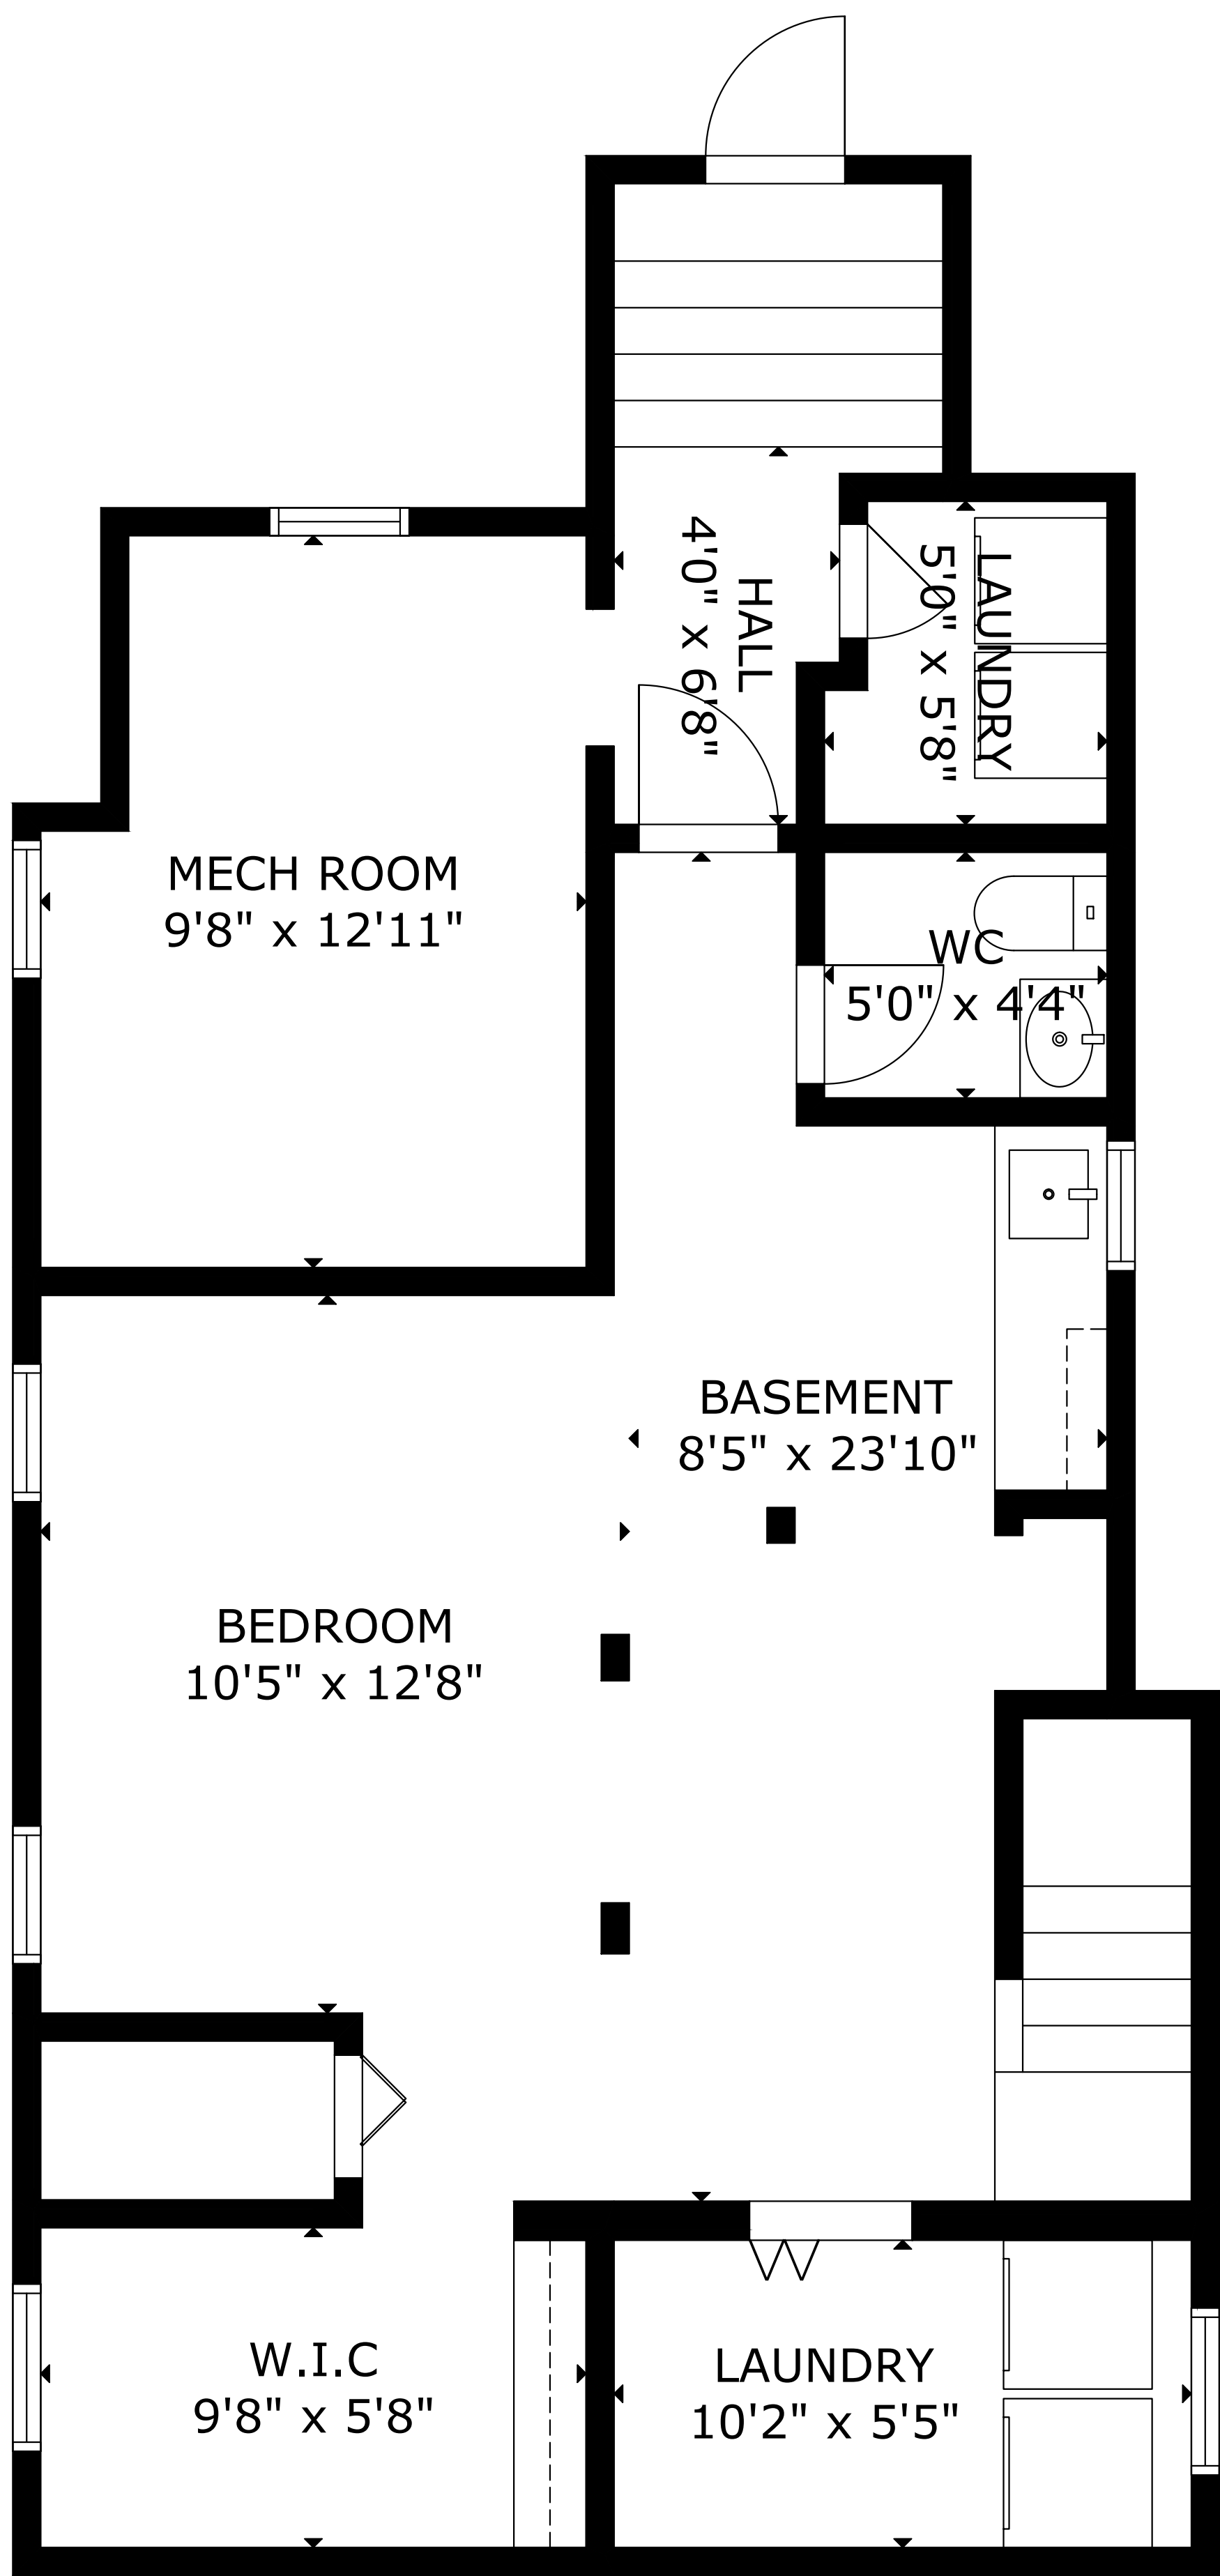 HALL
4'0" x 6'8"
LAUNDRY
5'0" x 5'8"
MECH ROOM
9'8" x 12'11"
WC
5'0" x 4'4"
BASEMENT
8'5" x 23'10"
BEDROOM
10'5" x 12'8"
W.I.C
9'8" x 5'8"
LAUNDRY
10'2" x 5'5"